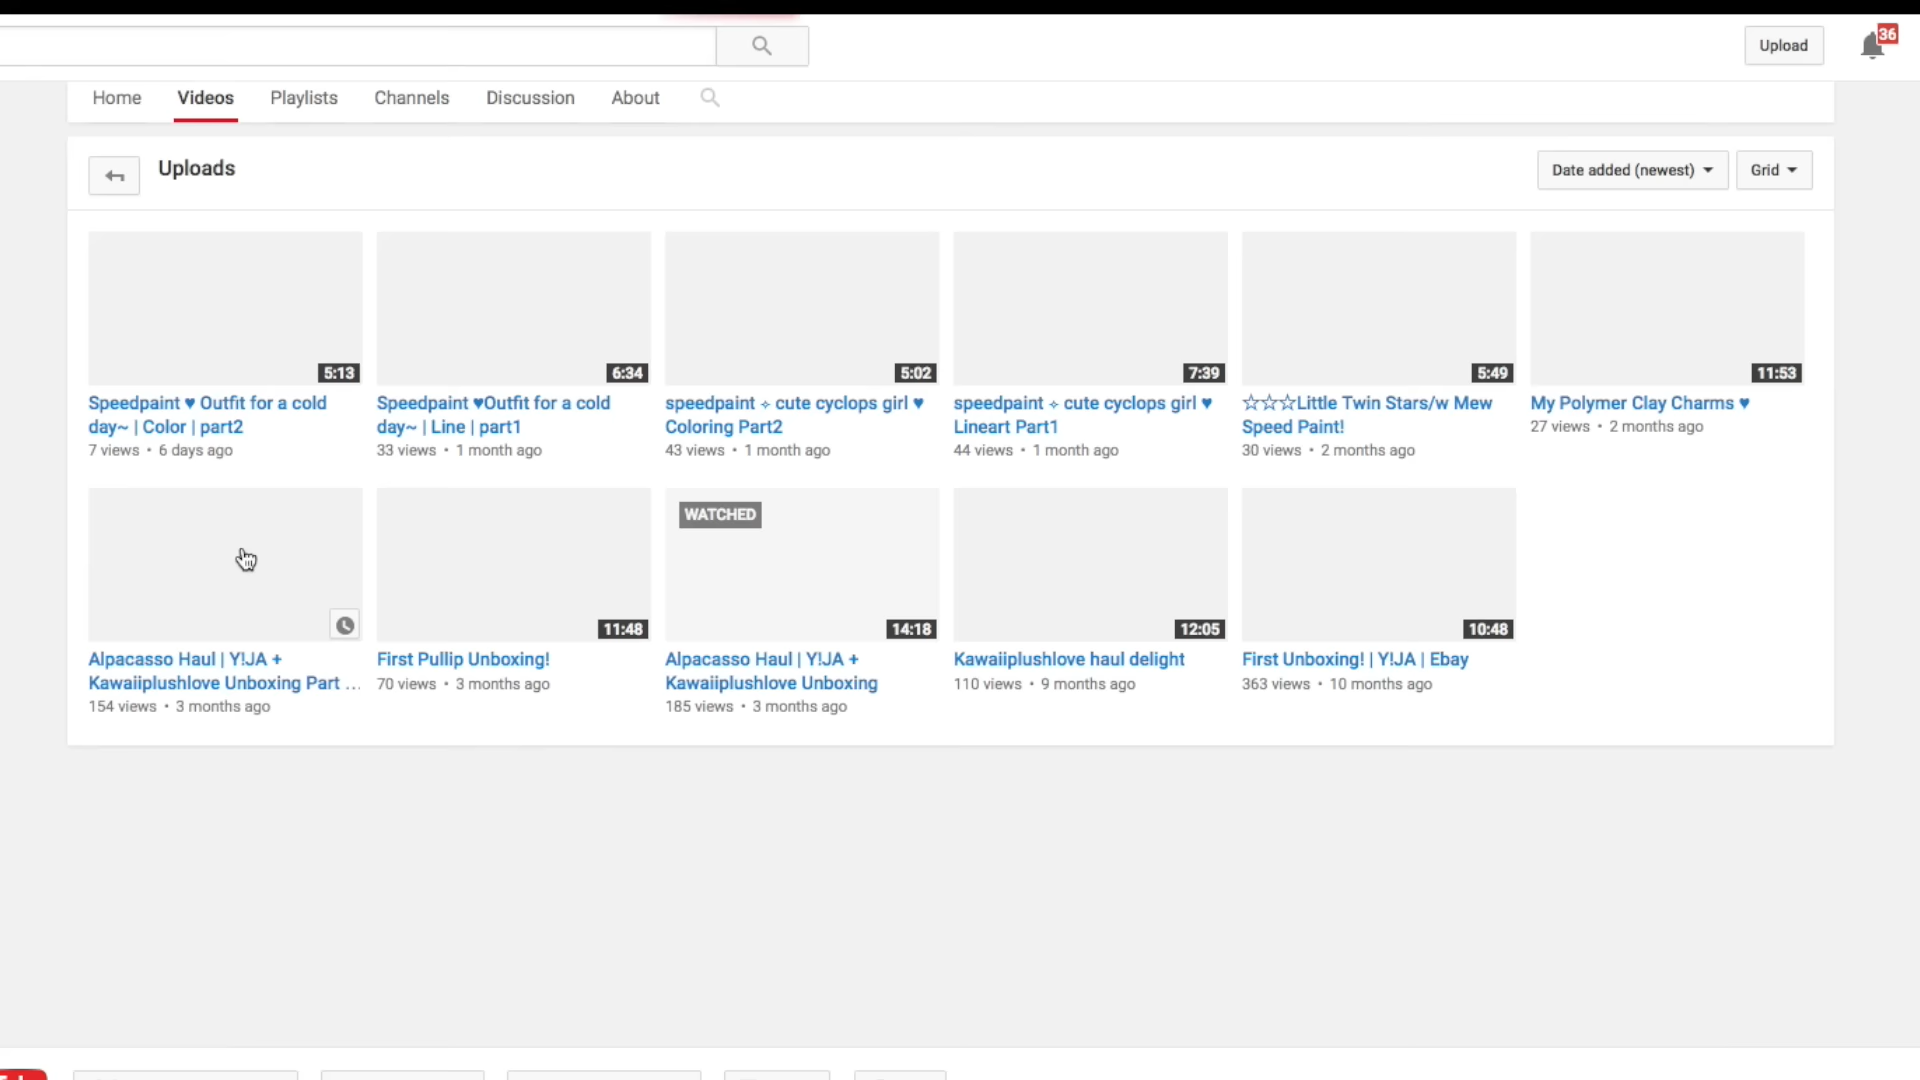 Upload
36
Home Videos Playlists Channels Discussion About
Uploads
Date added (newest) Grid
5:13 6:34 5:02 7:39 5:49 11:53
Speedpaint ♥ Outfit for a cold
day~ | Color | part2
7 views • 6 days ago
Speedpaint ♥Outfit for a cold
day~ | Line | part1
33 views • 1 month ago
speedpaint ⟡ cute cyclops girl ♥
Coloring Part2
43 views • 1 month ago
speedpaint ⟡ cute cyclops girl ♥
Lineart Part1
44 views • 1 month ago
☆☆☆Little Twin Stars/w Mew
Speed Paint!
30 views • 2 months ago
My Polymer Clay Charms ♥
27 views • 2 months ago
WATCHED
11:48 14:18 12:05 10:48
Alpacasso Haul | Y!JA +
Kawaiiplushlove Unboxing Part ...
154 views • 3 months ago
First Pullip Unboxing!
70 views • 3 months ago
Alpacasso Haul | Y!JA +
Kawaiiplushlove Unboxing
185 views • 3 months ago
Kawaiiplushlove haul delight
110 views • 9 months ago
First Unboxing! | Y!JA | Ebay
363 views • 10 months ago